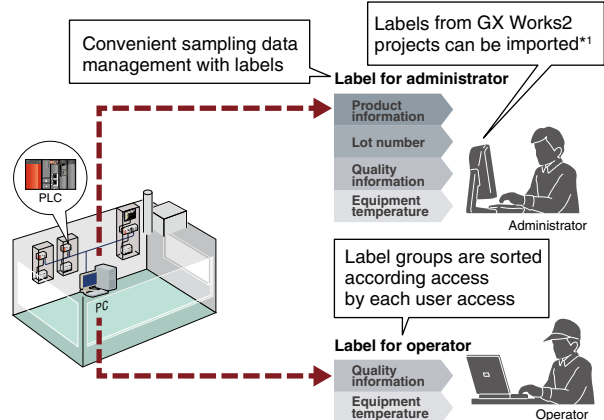 Convenient sampling data
management with labels
Labels from GX Works2
projects can be imported*1
Label for administrator
Product
information
Lot number
Quality
information
Equipment
temperature
Administrator
PLC
PC
Label groups are sorted
according access
by each user access
Label for operator
Quality
information
Equipment
temperature
Operator